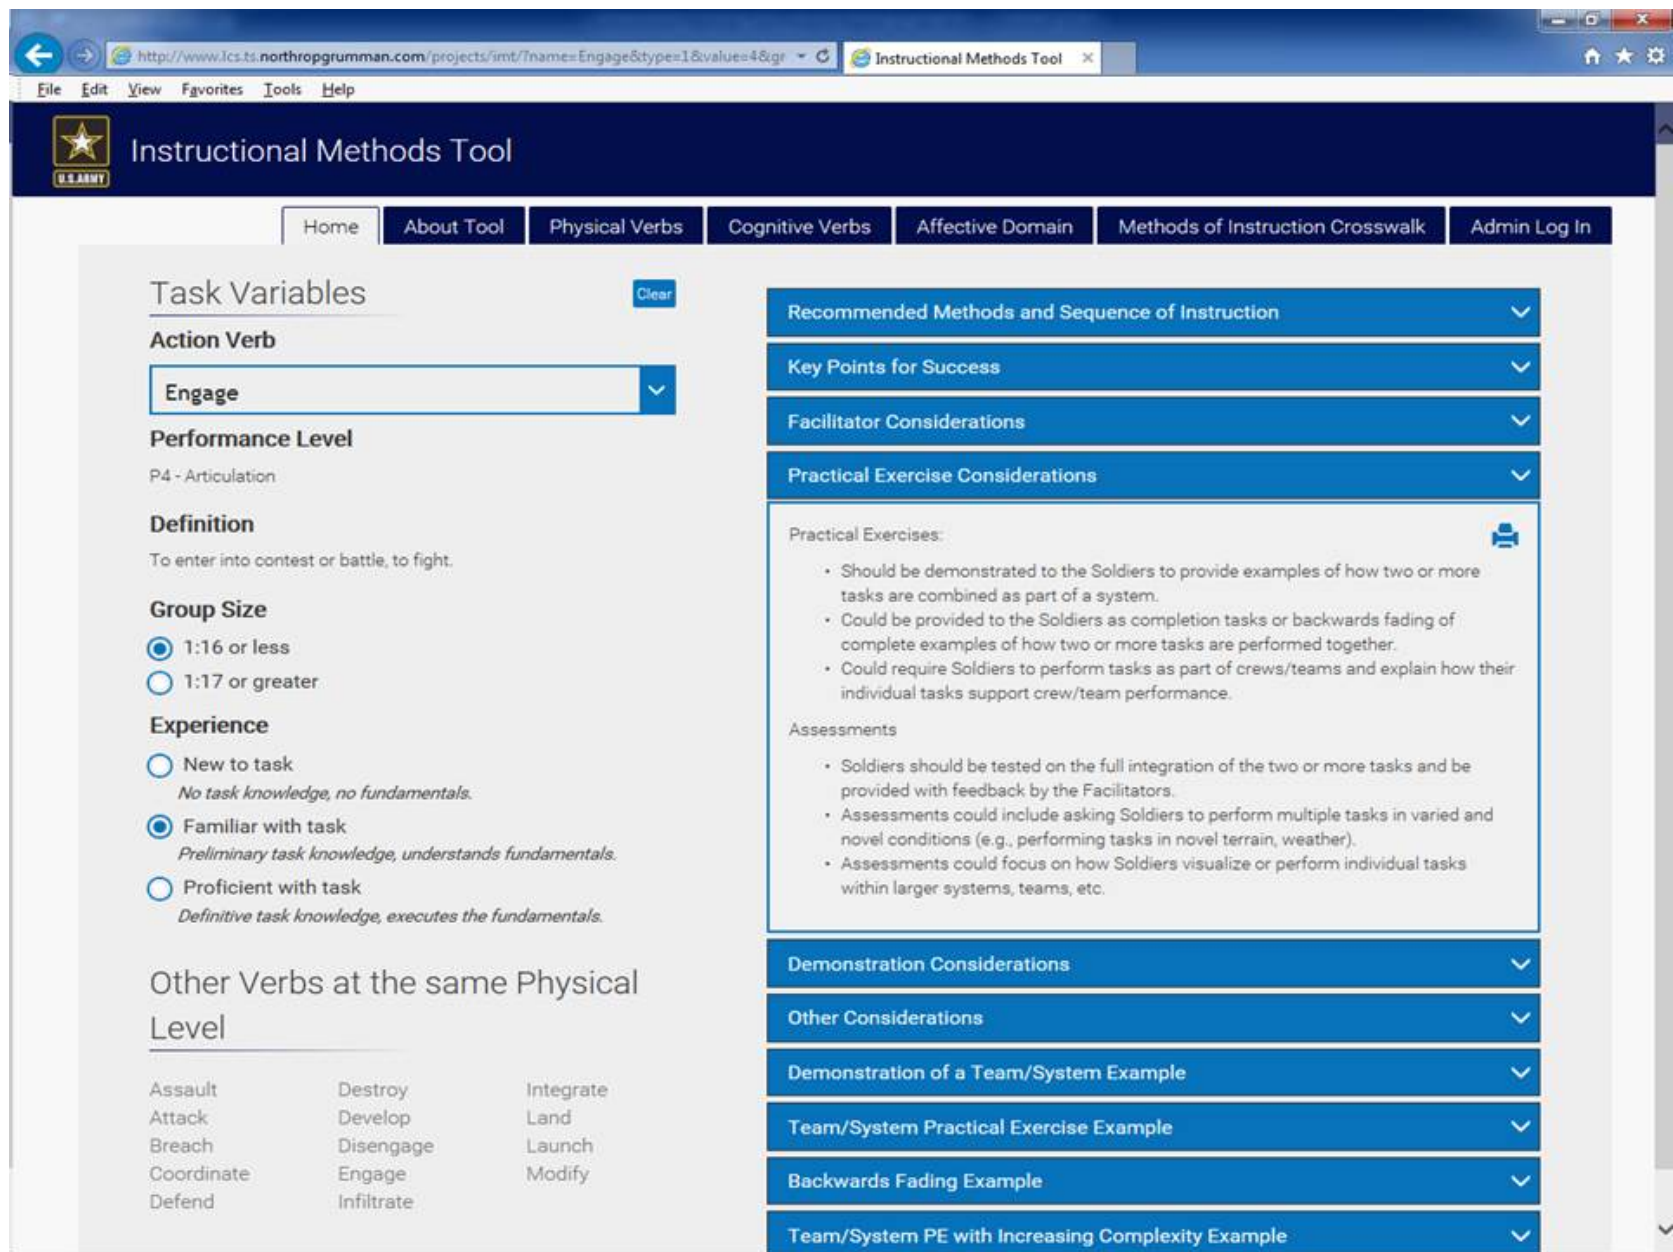 http://www.lcs.ts.northropgrumman.com/projects/imt/?name=Engage&type=1&value=4&gr
Instructional Methods Tool
File Edit View Favorites Tools Help
U.S.ARMY
Instructional Methods Tool
Home About Tool Physical Verbs Cognitive Verbs Affective Domain Methods of Instruction Crosswalk Admin Log In
Task Variables
Clear
Action Verb
Engage
Performance Level
P4 - Articulation
Definition
To enter into contest or battle, to fight.
Group Size
1:16 or less
1:17 or greater
Experience
New to task
No task knowledge, no fundamentals.
Familiar with task
Preliminary task knowledge, understands fundamentals.
Proficient with task
Definitive task knowledge, executes the fundamentals.
Other Verbs at the same Physical
Level
Assault Destroy Integrate
Attack Develop Land
Breach Disengage Launch
Coordinate Engage Modify
Defend Infiltrate
Recommended Methods and Sequence of Instruction
Key Points for Success
Facilitator Considerations
Practical Exercise Considerations
Practical Exercises:
• Should be demonstrated to the Soldiers to provide examples of how two or more
tasks are combined as part of a system.
• Could be provided to the Soldiers as completion tasks or backwards fading of
complete examples of how two or more tasks are performed together.
• Could require Soldiers to perform tasks as part of crews/teams and explain how their
individual tasks support crew/team performance.
Assessments
• Soldiers should be tested on the full integration of the two or more tasks and be
provided with feedback by the Facilitators.
• Assessments could include asking Soldiers to perform multiple tasks in varied and
novel conditions (e.g., performing tasks in novel terrain, weather).
• Assessments could focus on how Soldiers visualize or perform individual tasks
within larger systems, teams, etc.
Demonstration Considerations
Other Considerations
Demonstration of a Team/System Example
Team/System Practical Exercise Example
Backwards Fading Example
Team/System PE with Increasing Complexity Example